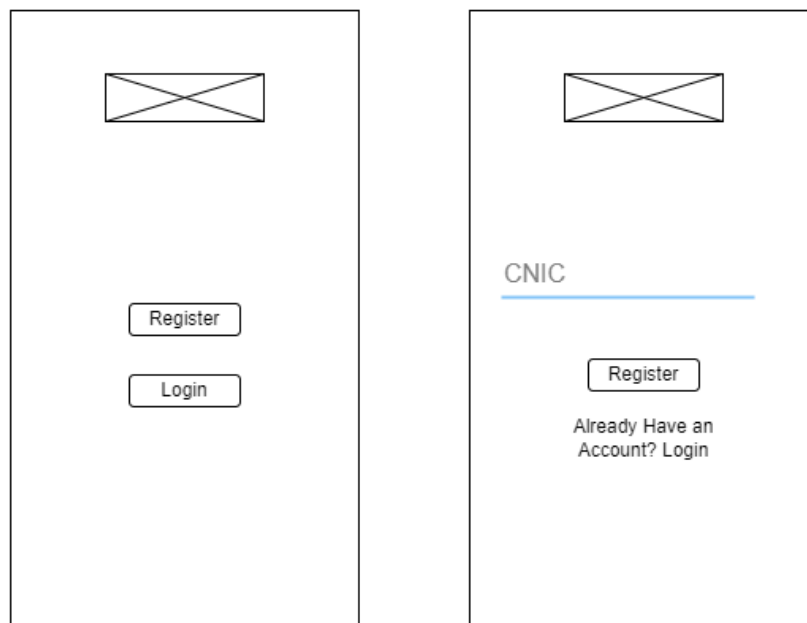 Register
Login
CNIC
Register
Already Have an
Account? Login